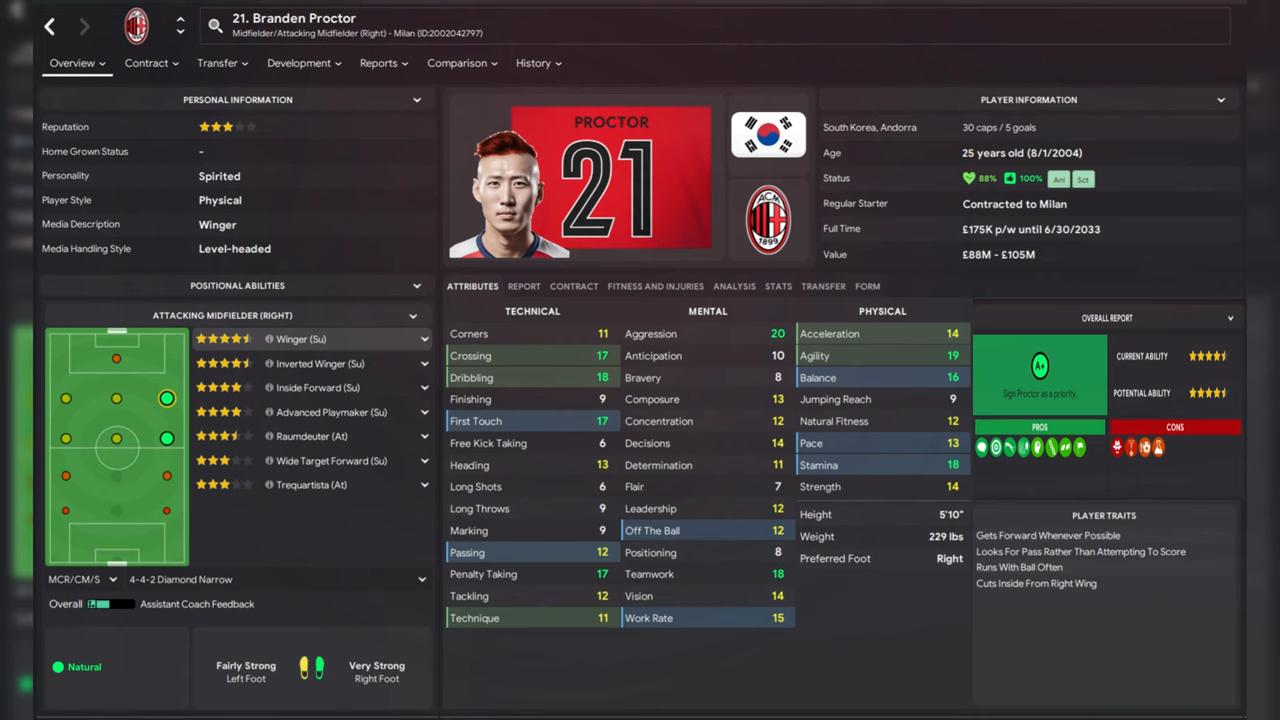 21. Branden Proctor
Midfielder/Attacking Midfielder (Right) - Milan (ID:2002042797)
Overview
Contract
Transfer
Development
Reports
Comparison
History
PERSONAL INFORMATION
Reputation
Home Grown Status -
Personality Spirited
Player Style Physical
Media Description Winger
Media Handling Style Level-headed
PROCTOR
21
ACM
1899
PLAYER INFORMATION
South Korea, Andorra 30 caps / 5 goals
Age 25 years old (8/1/2004)
Status 88% 100% Anl Sct
Regular Starter Contracted to Milan
Full Time £175K p/w until 6/30/2033
Value £88M - £105M
POSITIONAL ABILITIES
ATTACKING MIDFIELDER (RIGHT)
Winger (Su)
Inverted Winger (Su)
Inside Forward (Su)
Advanced Playmaker (Su)
Raumdeuter (At)
Wide Target Forward (Su)
Trequartista (At)
MCR/CM/S 4-4-2 Diamond Narrow
Overall Assistant Coach Feedback
Natural
Fairly Strong
Left Foot
Very Strong
Right Foot
ATTRIBUTES REPORT CONTRACT FITNESS AND INJURIES ANALYSIS STATS TRANSFER FORM
TECHNICAL
Corners 11
Crossing 17
Dribbling 18
Finishing 9
First Touch 17
Free Kick Taking 6
Heading 13
Long Shots 6
Long Throws 9
Marking 9
Passing 12
Penalty Taking 17
Tackling 12
Technique 11
MENTAL
Aggression 20
Anticipation 10
Bravery 8
Composure 13
Concentration 12
Decisions 14
Determination 11
Flair 7
Leadership 12
Off The Ball 12
Positioning 8
Teamwork 18
Vision 14
Work Rate 15
PHYSICAL
Acceleration 14
Agility 19
Balance 16
Jumping Reach 9
Natural Fitness 12
Pace 13
Stamina 18
Strength 14
Height 5'10"
Weight 229 lbs
Preferred Foot Right
OVERALL REPORT
A+
Sign Proctor as a priority.
CURRENT ABILITY
POTENTIAL ABILITY
PROS
CONS
PLAYER TRAITS
Gets Forward Whenever Possible
Looks For Pass Rather Than Attempting To Score
Runs With Ball Often
Cuts Inside From Right Wing